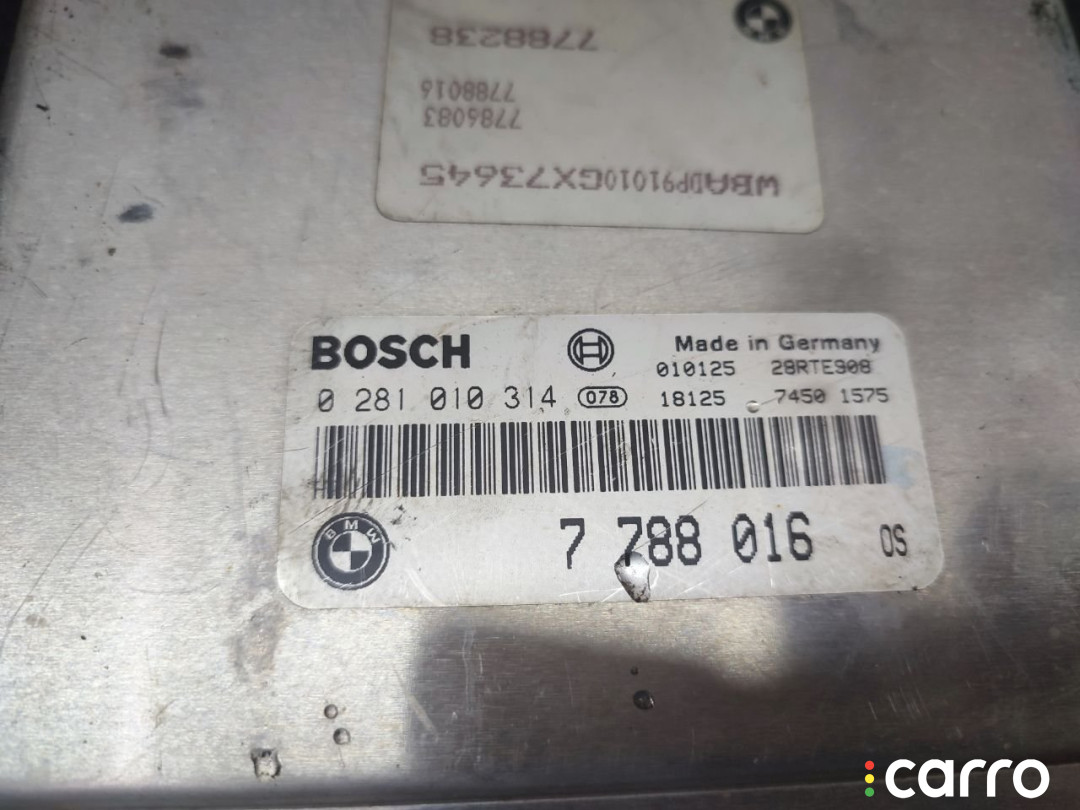 7788238
7788016
7786083
WBADP91010GX73645
BOSCH
Made in Germany
010125 28RTE908
0 281 010 314 078 18125 7450 1575
BMW
7 788 016 OS
carro